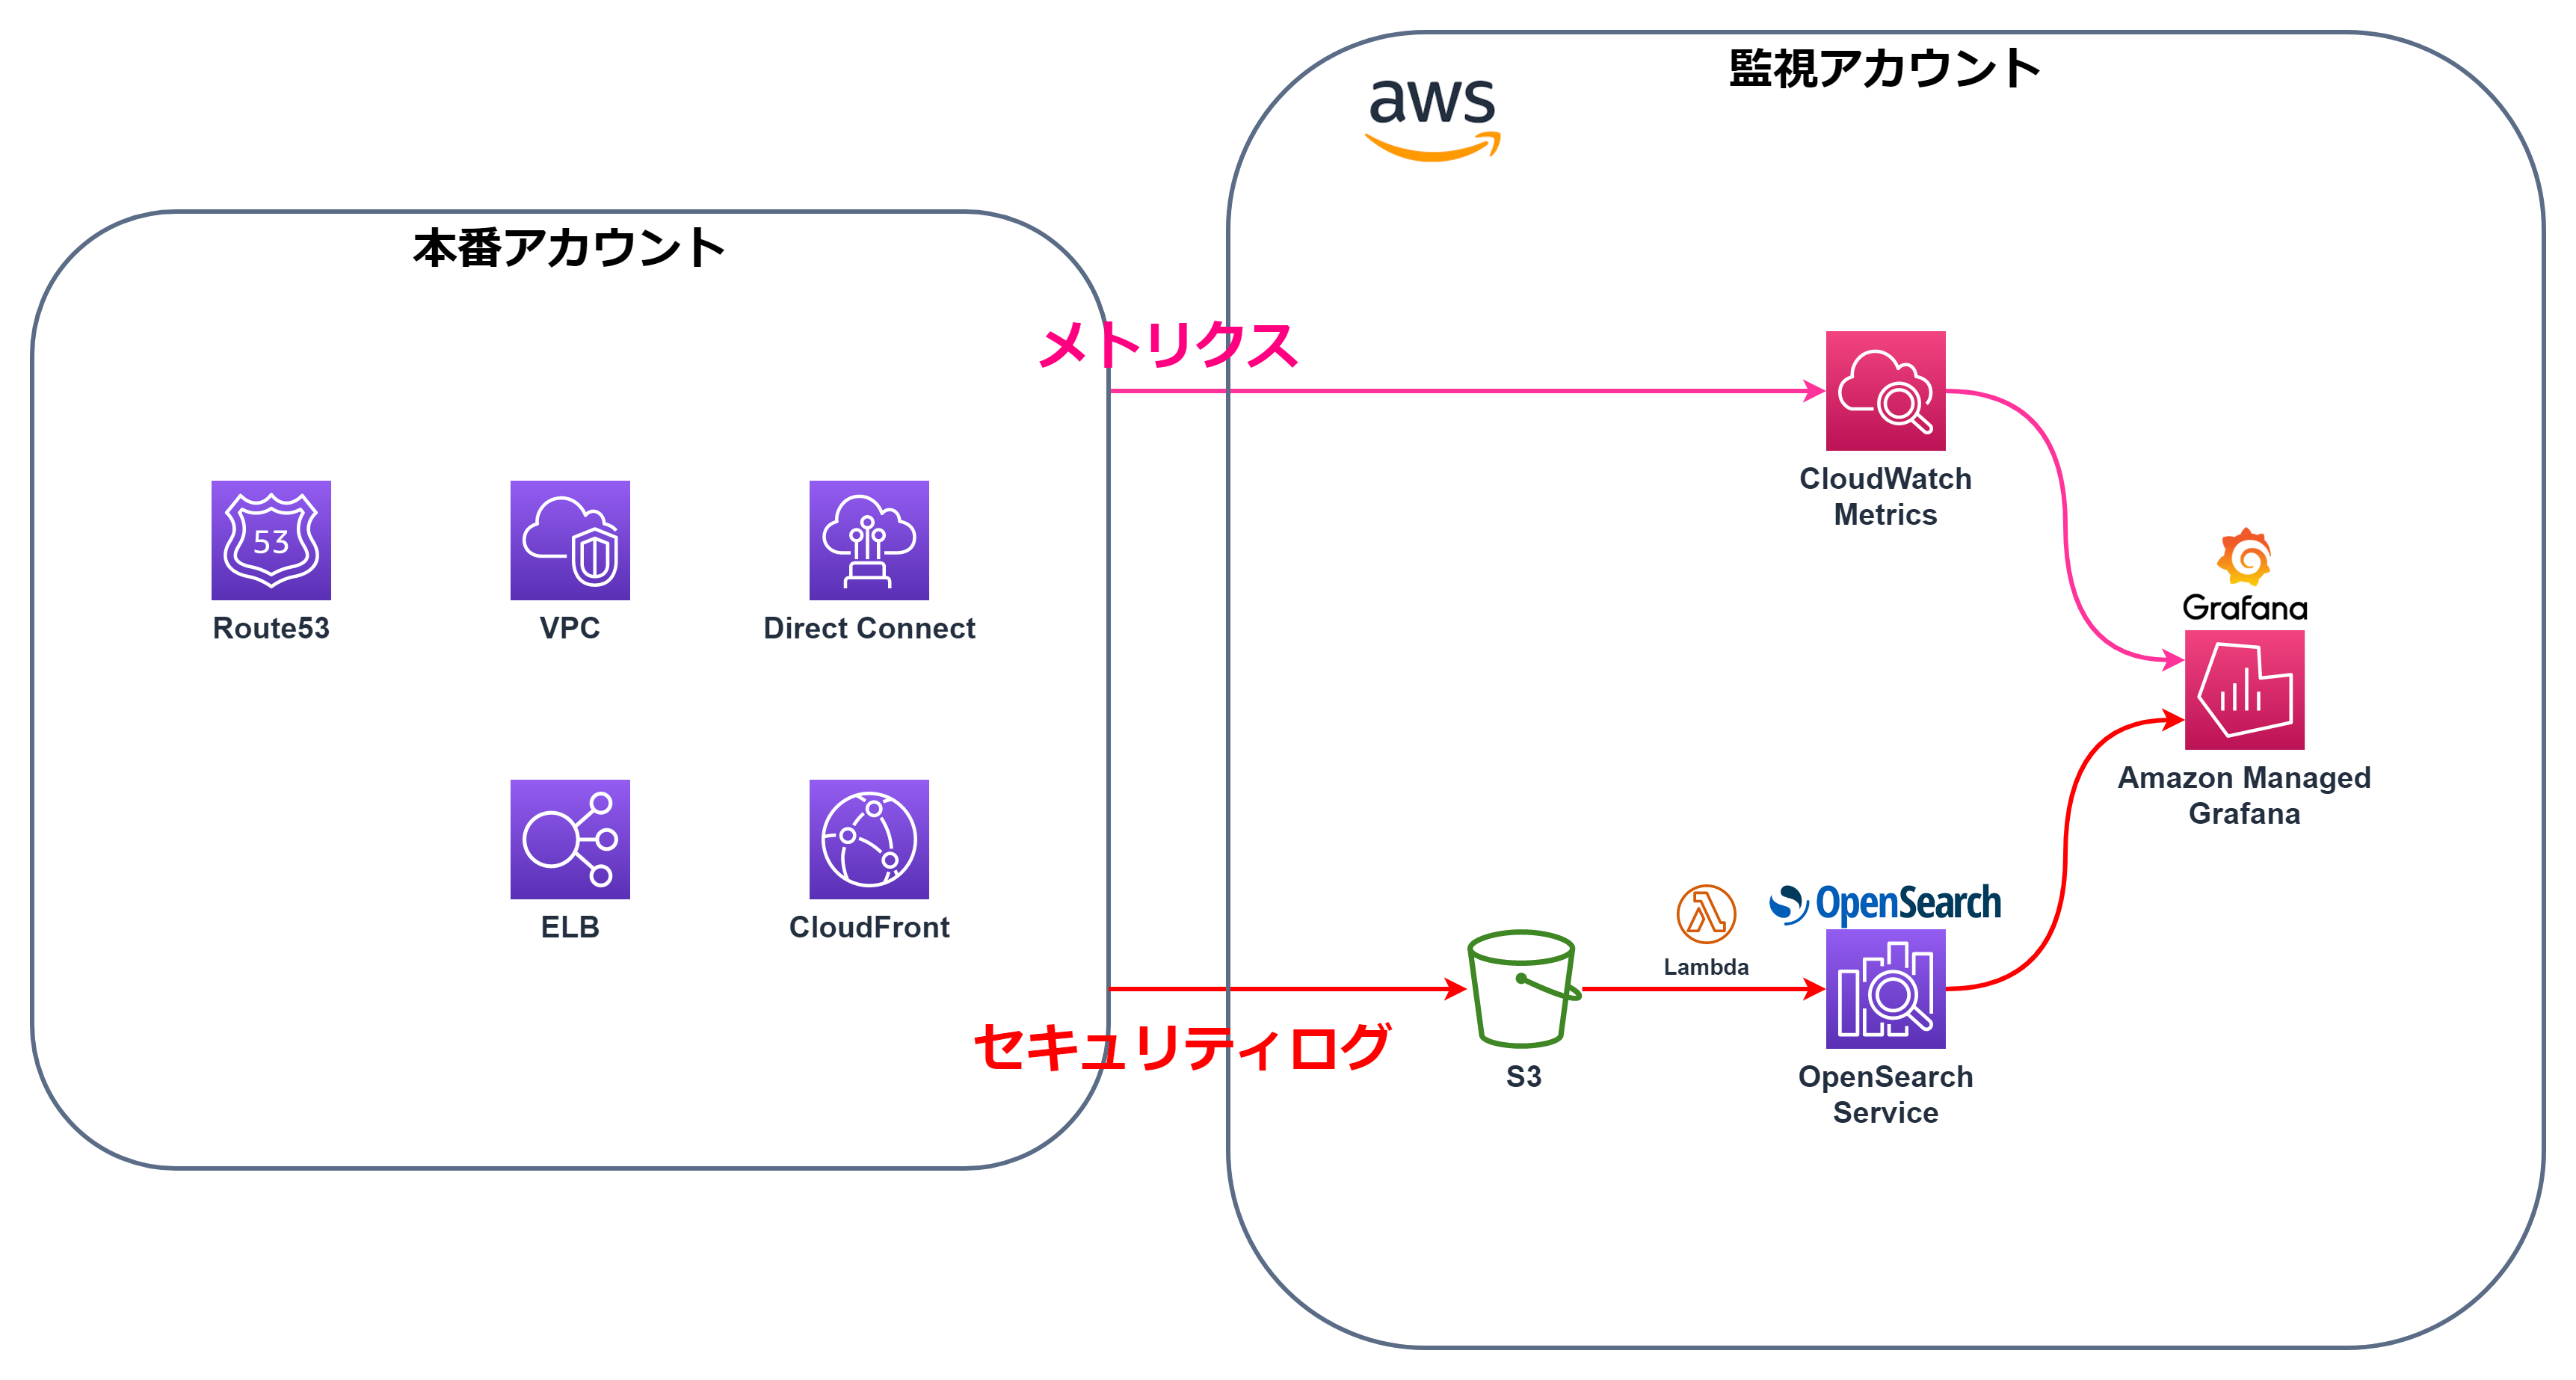 監視アカウント
aws
本番アカウント
メトリクス
53
Route53
VPC
Direct Connect
CloudWatch
Metrics
Grafana
Amazon Managed
Grafana
ELB
CloudFront
Lambda
OpenSearch
セキュリティログ
S3
OpenSearch
Service